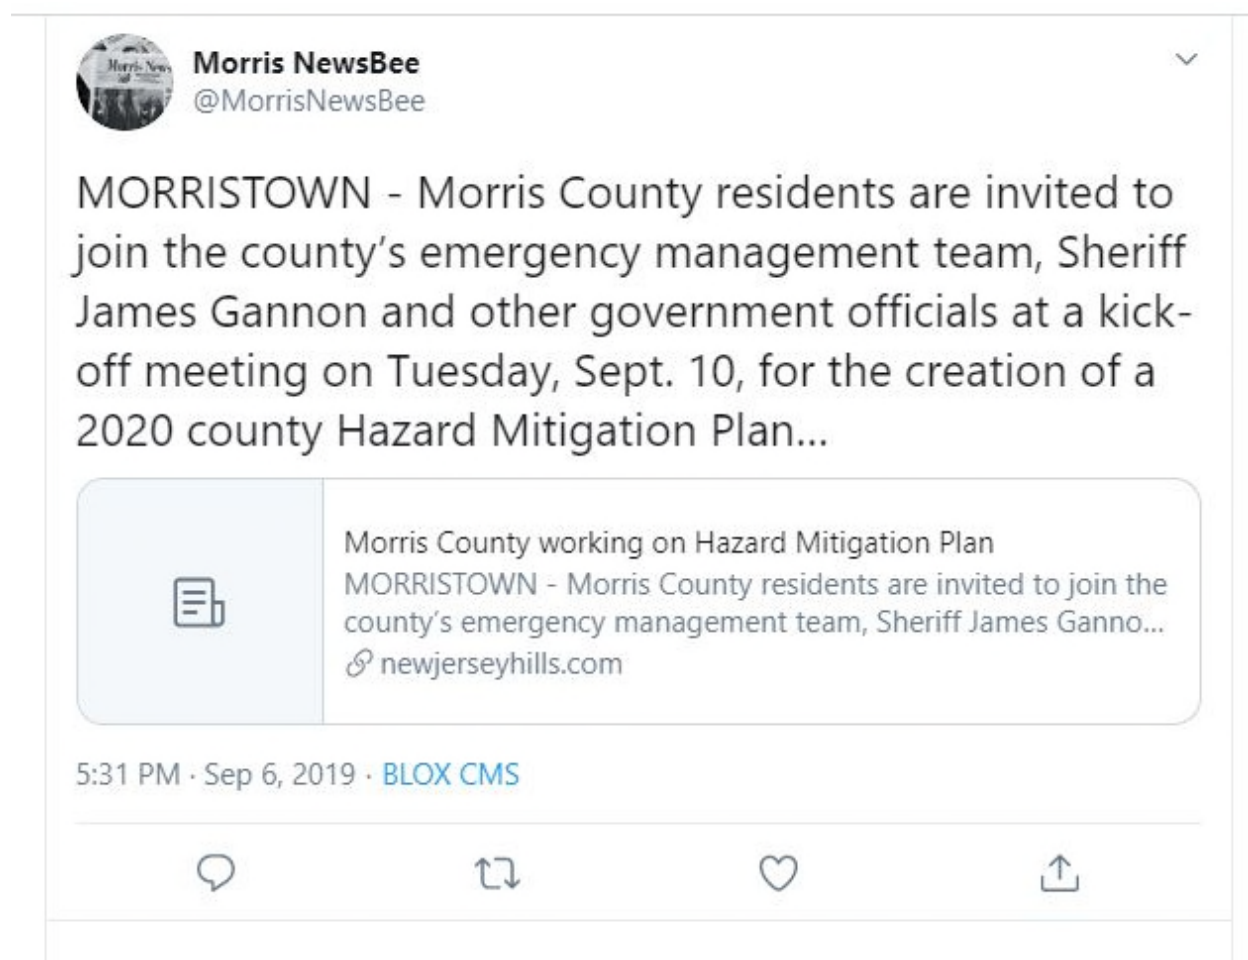 Morris News
Morris NewsBee
@MorrisNewsBee
MORRISTOWN - Morris County residents are invited to
join the county’s emergency management team, Sheriff
James Gannon and other government officials at a kick-
off meeting on Tuesday, Sept. 10, for the creation of a
2020 county Hazard Mitigation Plan...
Morris County working on Hazard Mitigation Plan
MORRISTOWN - Morris County residents are invited to join the
county’s emergency management team, Sheriff James Ganno...
newjerseyhills.com
5:31 PM · Sep 6, 2019 · BLOX CMS